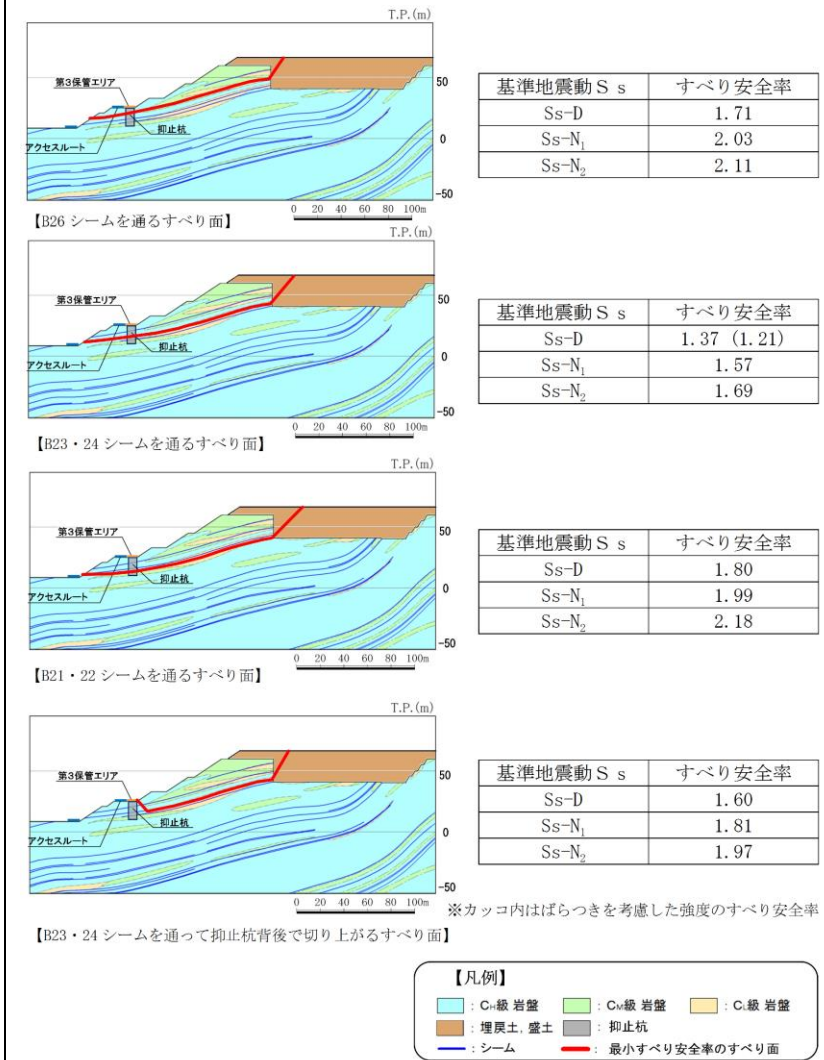 T.P.(m)
第3保管エリア
抑止杭
アクセスルート
50
0
-50
0 20 40 60 80 100m
【B26 シームを通るすべり面】
基準地震動Ｓｓ すべり安全率
Ss-D 1.71
Ss-N₁ 2.03
Ss-N₂ 2.11
T.P.(m)
第3保管エリア
抑止杭
アクセスルート
50
0
-50
0 20 40 60 80 100m
【B23・24 シームを通るすべり面】
基準地震動Ｓｓ すべり安全率
Ss-D 1.37 (1.21)
Ss-N₁ 1.57
Ss-N₂ 1.69
T.P.(m)
第3保管エリア
抑止杭
アクセスルート
50
0
-50
0 20 40 60 80 100m
【B21・22 シームを通るすべり面】
基準地震動Ｓｓ すべり安全率
Ss-D 1.80
Ss-N₁ 1.99
Ss-N₂ 2.18
T.P.(m)
第3保管エリア
抑止杭
アクセスルート
50
0
-50
0 20 40 60 80 100m
【B23・24 シームを通って抑止杭背後で切り上がるすべり面】
基準地震動Ｓｓ すべり安全率
Ss-D 1.60
Ss-N₁ 1.81
Ss-N₂ 1.97
※カッコ内はばらつきを考慮した強度のすべり安全率
【凡例】
：CH級 岩盤 ：CM級 岩盤 ：CL級 岩盤
：埋戻土, 盛土 ：抑止杭
：シーム ：最小すべり安全率のすべり面